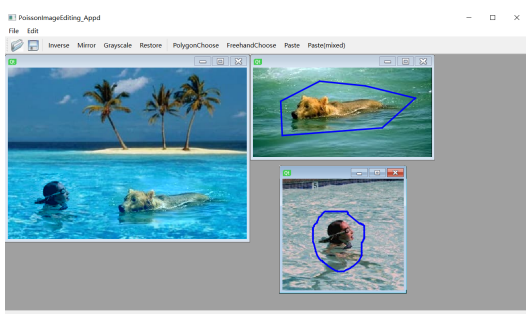 PoissonImageEditing_Appd
File Edit
Inverse Mirror Grayscale Restore PolygonChoose FreehandChoose Paste Paste(mixed)